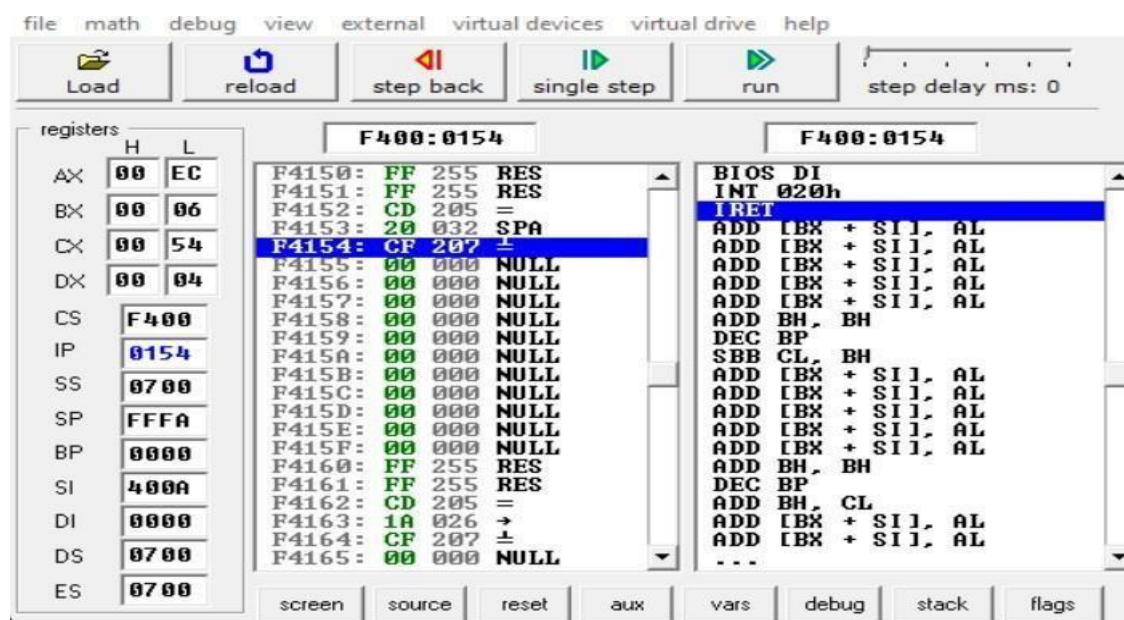 file math debug view external virtual devices virtual drive help
Load reload step back single step run step delay ms: 0
registers F400:0154 F400:0154
H L
AX 00 EC
BX 00 06
CX 00 54
DX 00 04
CS F400
IP 0154
SS 0700
SP FFFA
BP 0000
SI 400A
DI 0000
DS 0700
ES 0700
F4150: FF 255 RES
F4151: FF 255 RES
F4152: CD 205 =
F4153: 20 032 SPA
F4154: CF 207 ╧
F4155: 00 000 NULL
F4156: 00 000 NULL
F4157: 00 000 NULL
F4158: 00 000 NULL
F4159: 00 000 NULL
F415A: 00 000 NULL
F415B: 00 000 NULL
F415C: 00 000 NULL
F415D: 00 000 NULL
F415E: 00 000 NULL
F415F: 00 000 NULL
F4160: FF 255 RES
F4161: FF 255 RES
F4162: CD 205 =
F4163: 1A 026 →
F4164: CF 207 ╧
F4165: 00 000 NULL
BIOS DI
INT 020h
IRET
ADD [BX + SI], AL
ADD [BX + SI], AL
ADD [BX + SI], AL
ADD [BX + SI], AL
ADD [BX + SI], AL
ADD BH, BH
DEC BP
SBB CL, BH
ADD [BX + SI], AL
ADD [BX + SI], AL
ADD [BX + SI], AL
ADD [BX + SI], AL
ADD [BX + SI], AL
ADD BH, BH
DEC BP
ADD BH, CL
ADD [BX + SI], AL
ADD [BX + SI], AL
...
screen source reset aux vars debug stack flags